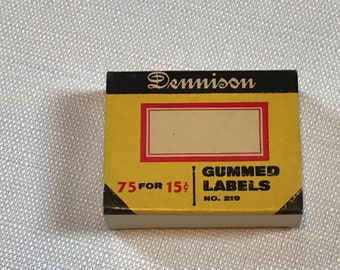 Dennison
75 FOR 15¢
GUMMED
LABELS
NO. 219